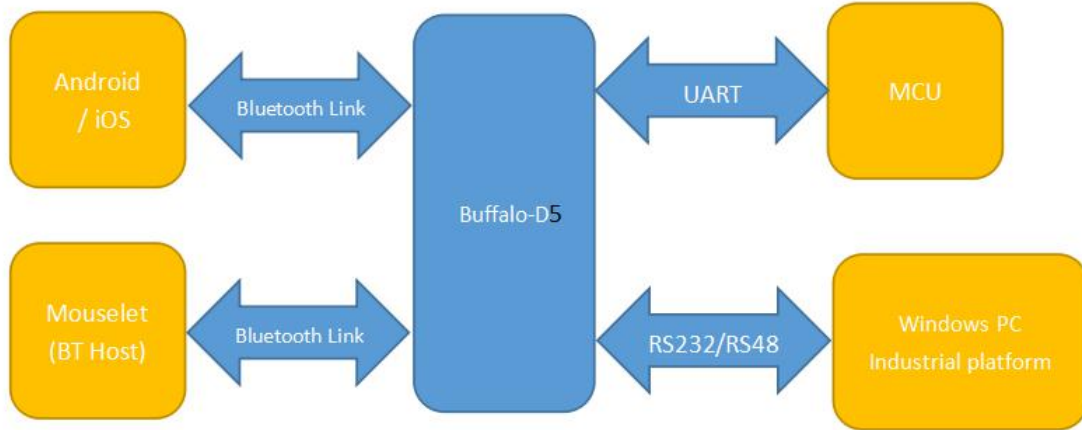 Android
/ iOS
Bluetooth Link
Buffalo-D5
UART
MCU
Mouselet
(BT Host)
Bluetooth Link
RS232/RS48
Windows PC
Industrial platform